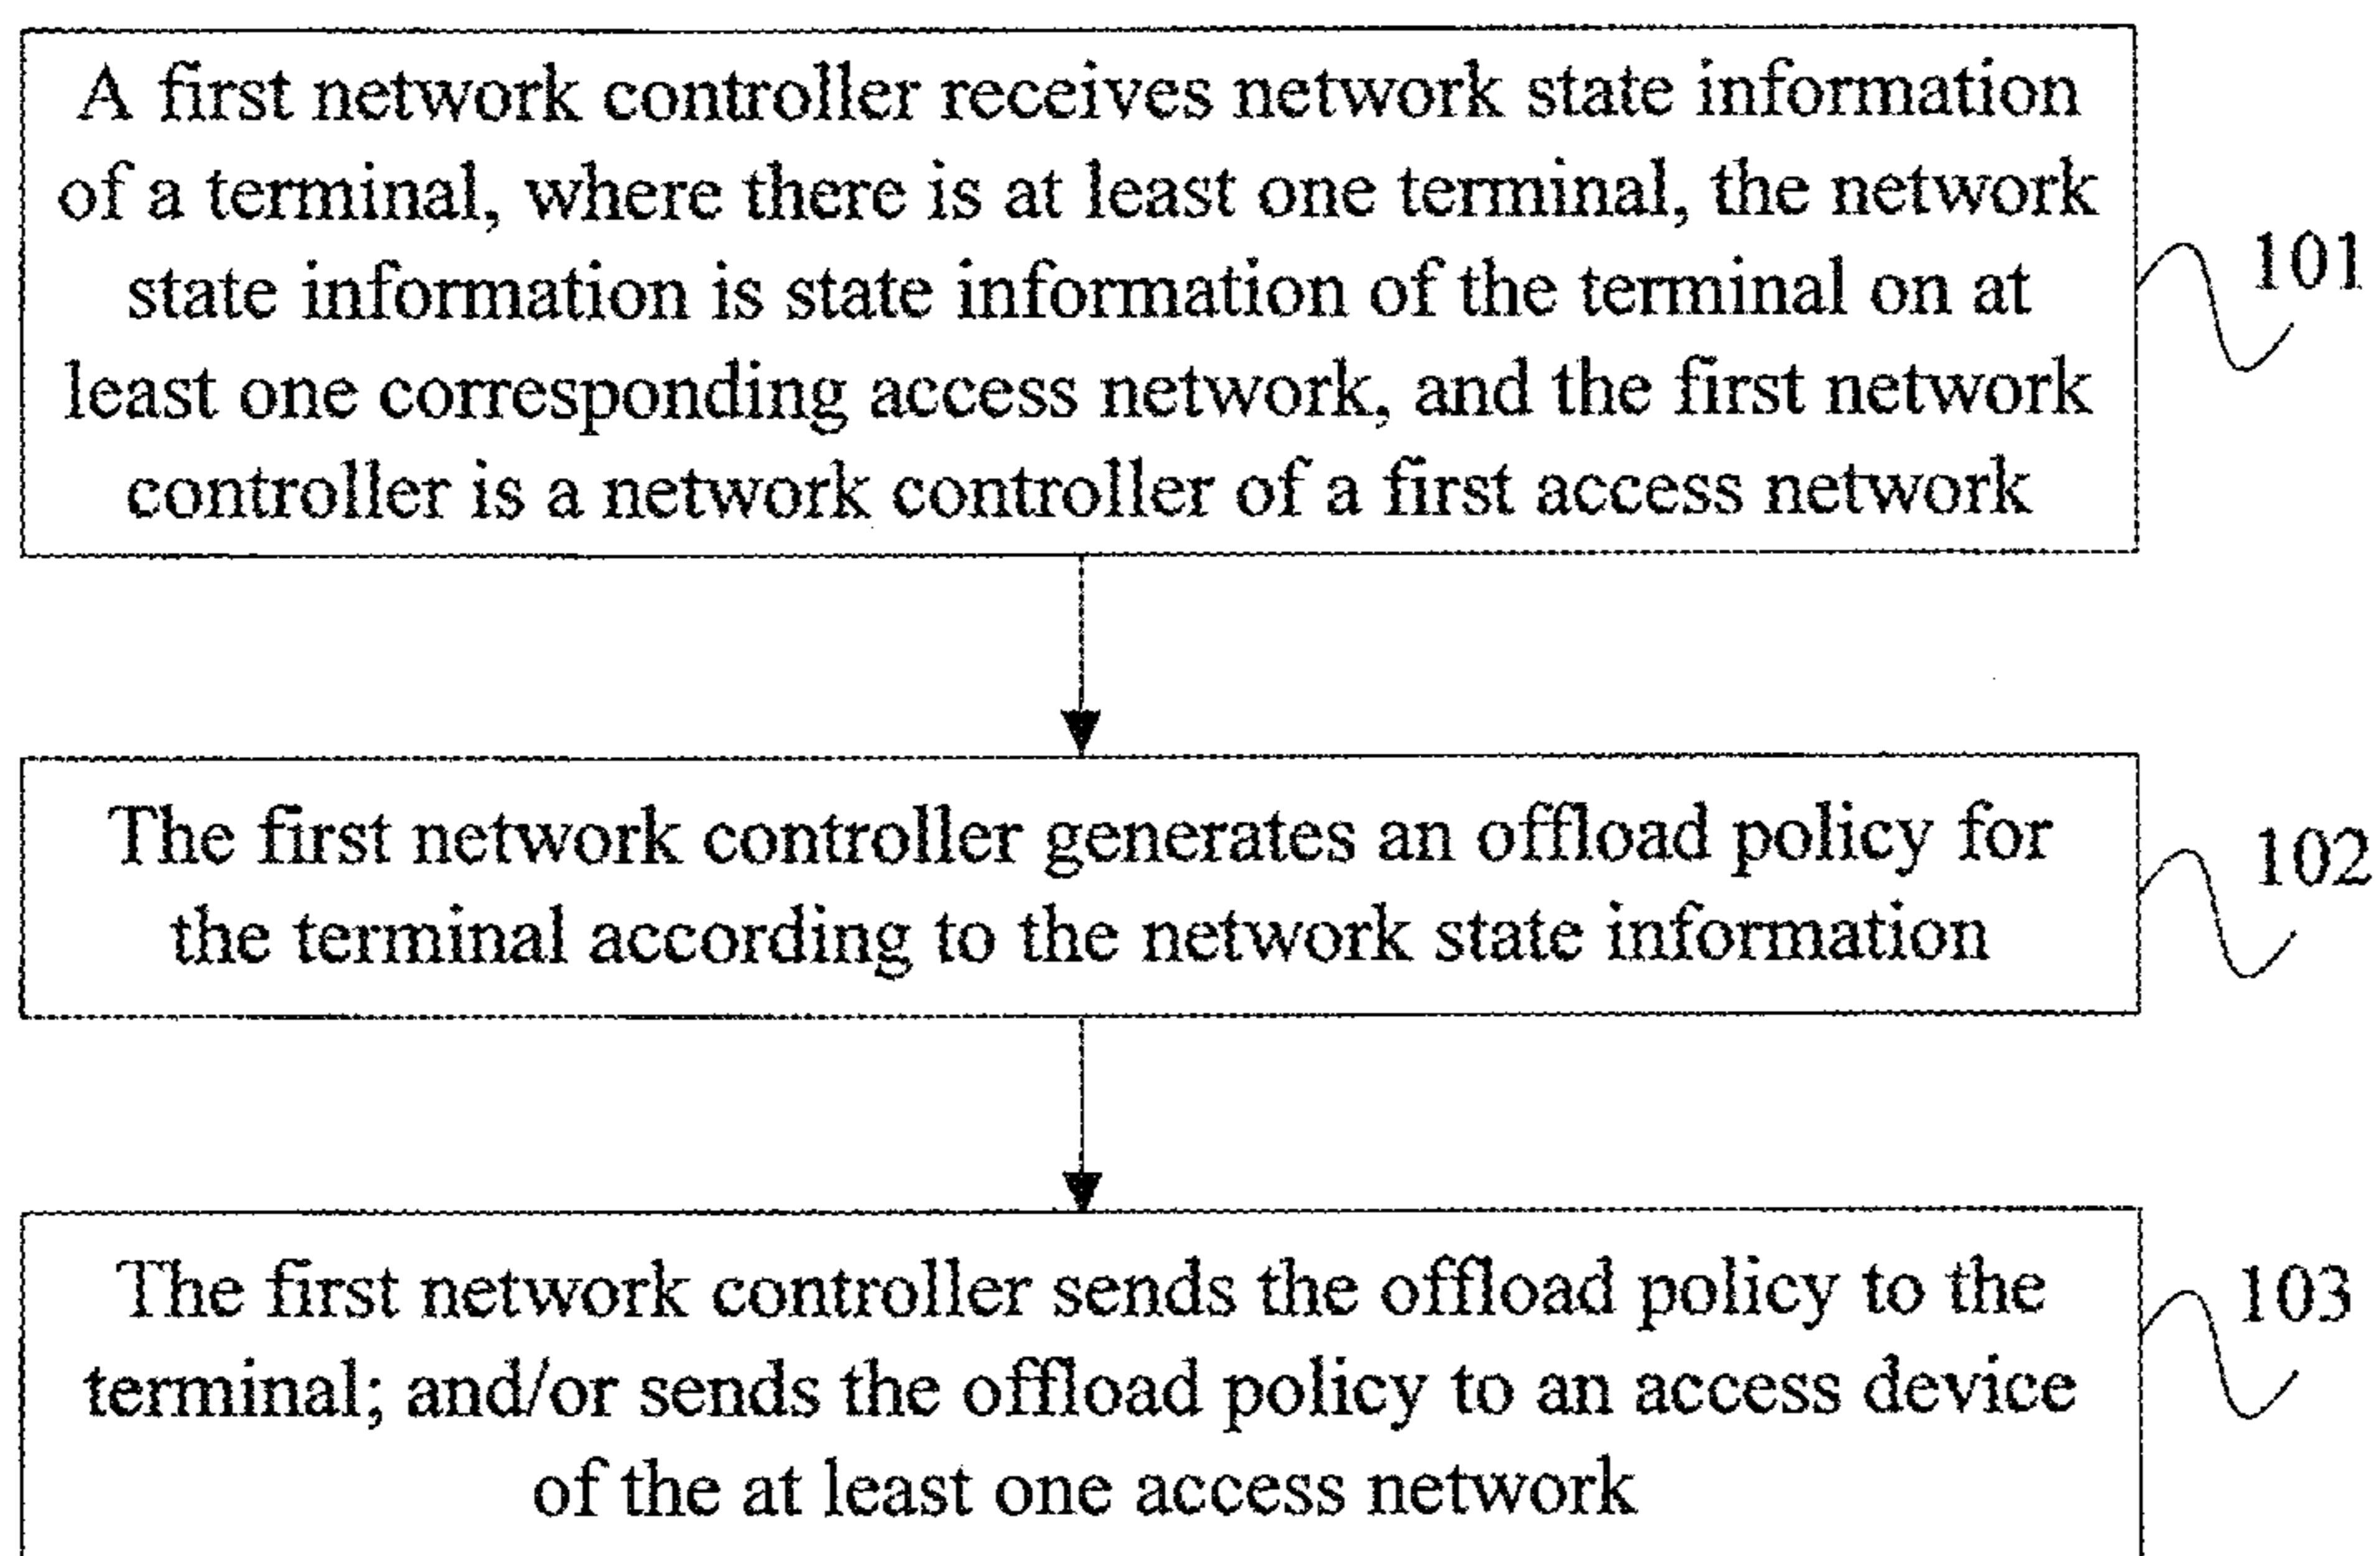 A first network controller receives network state information
of a terminal, where there is at least one terminal, the network
state information is state information of the terminal on at
least one corresponding access network, and the first network
controller is a network controller of a first access network
101
The first network controller generates an offload policy for
the terminal according to the network state information
102
The first network controller sends the offload policy to the
terminal; and/or sends the offload policy to an access device
of the at least one access network
103